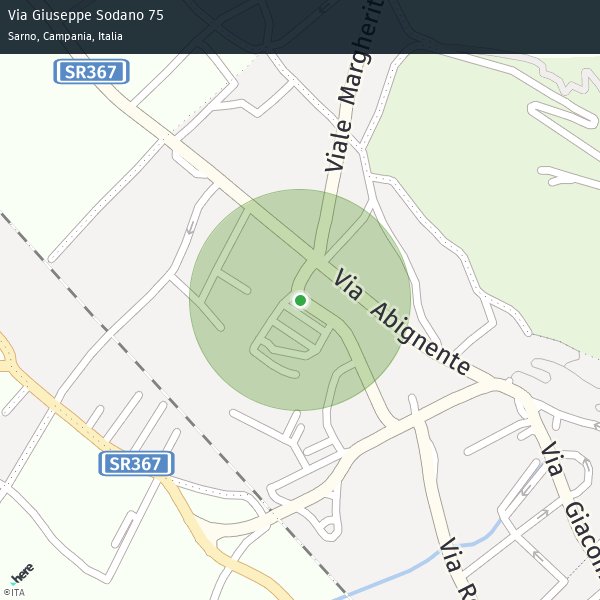 Via Giuseppe Sodano 75
Sarno, Campania, Italia
SR367
Viale Margherit
Via Abignente
SR367
Via Giacom
Via R
here
©ITA